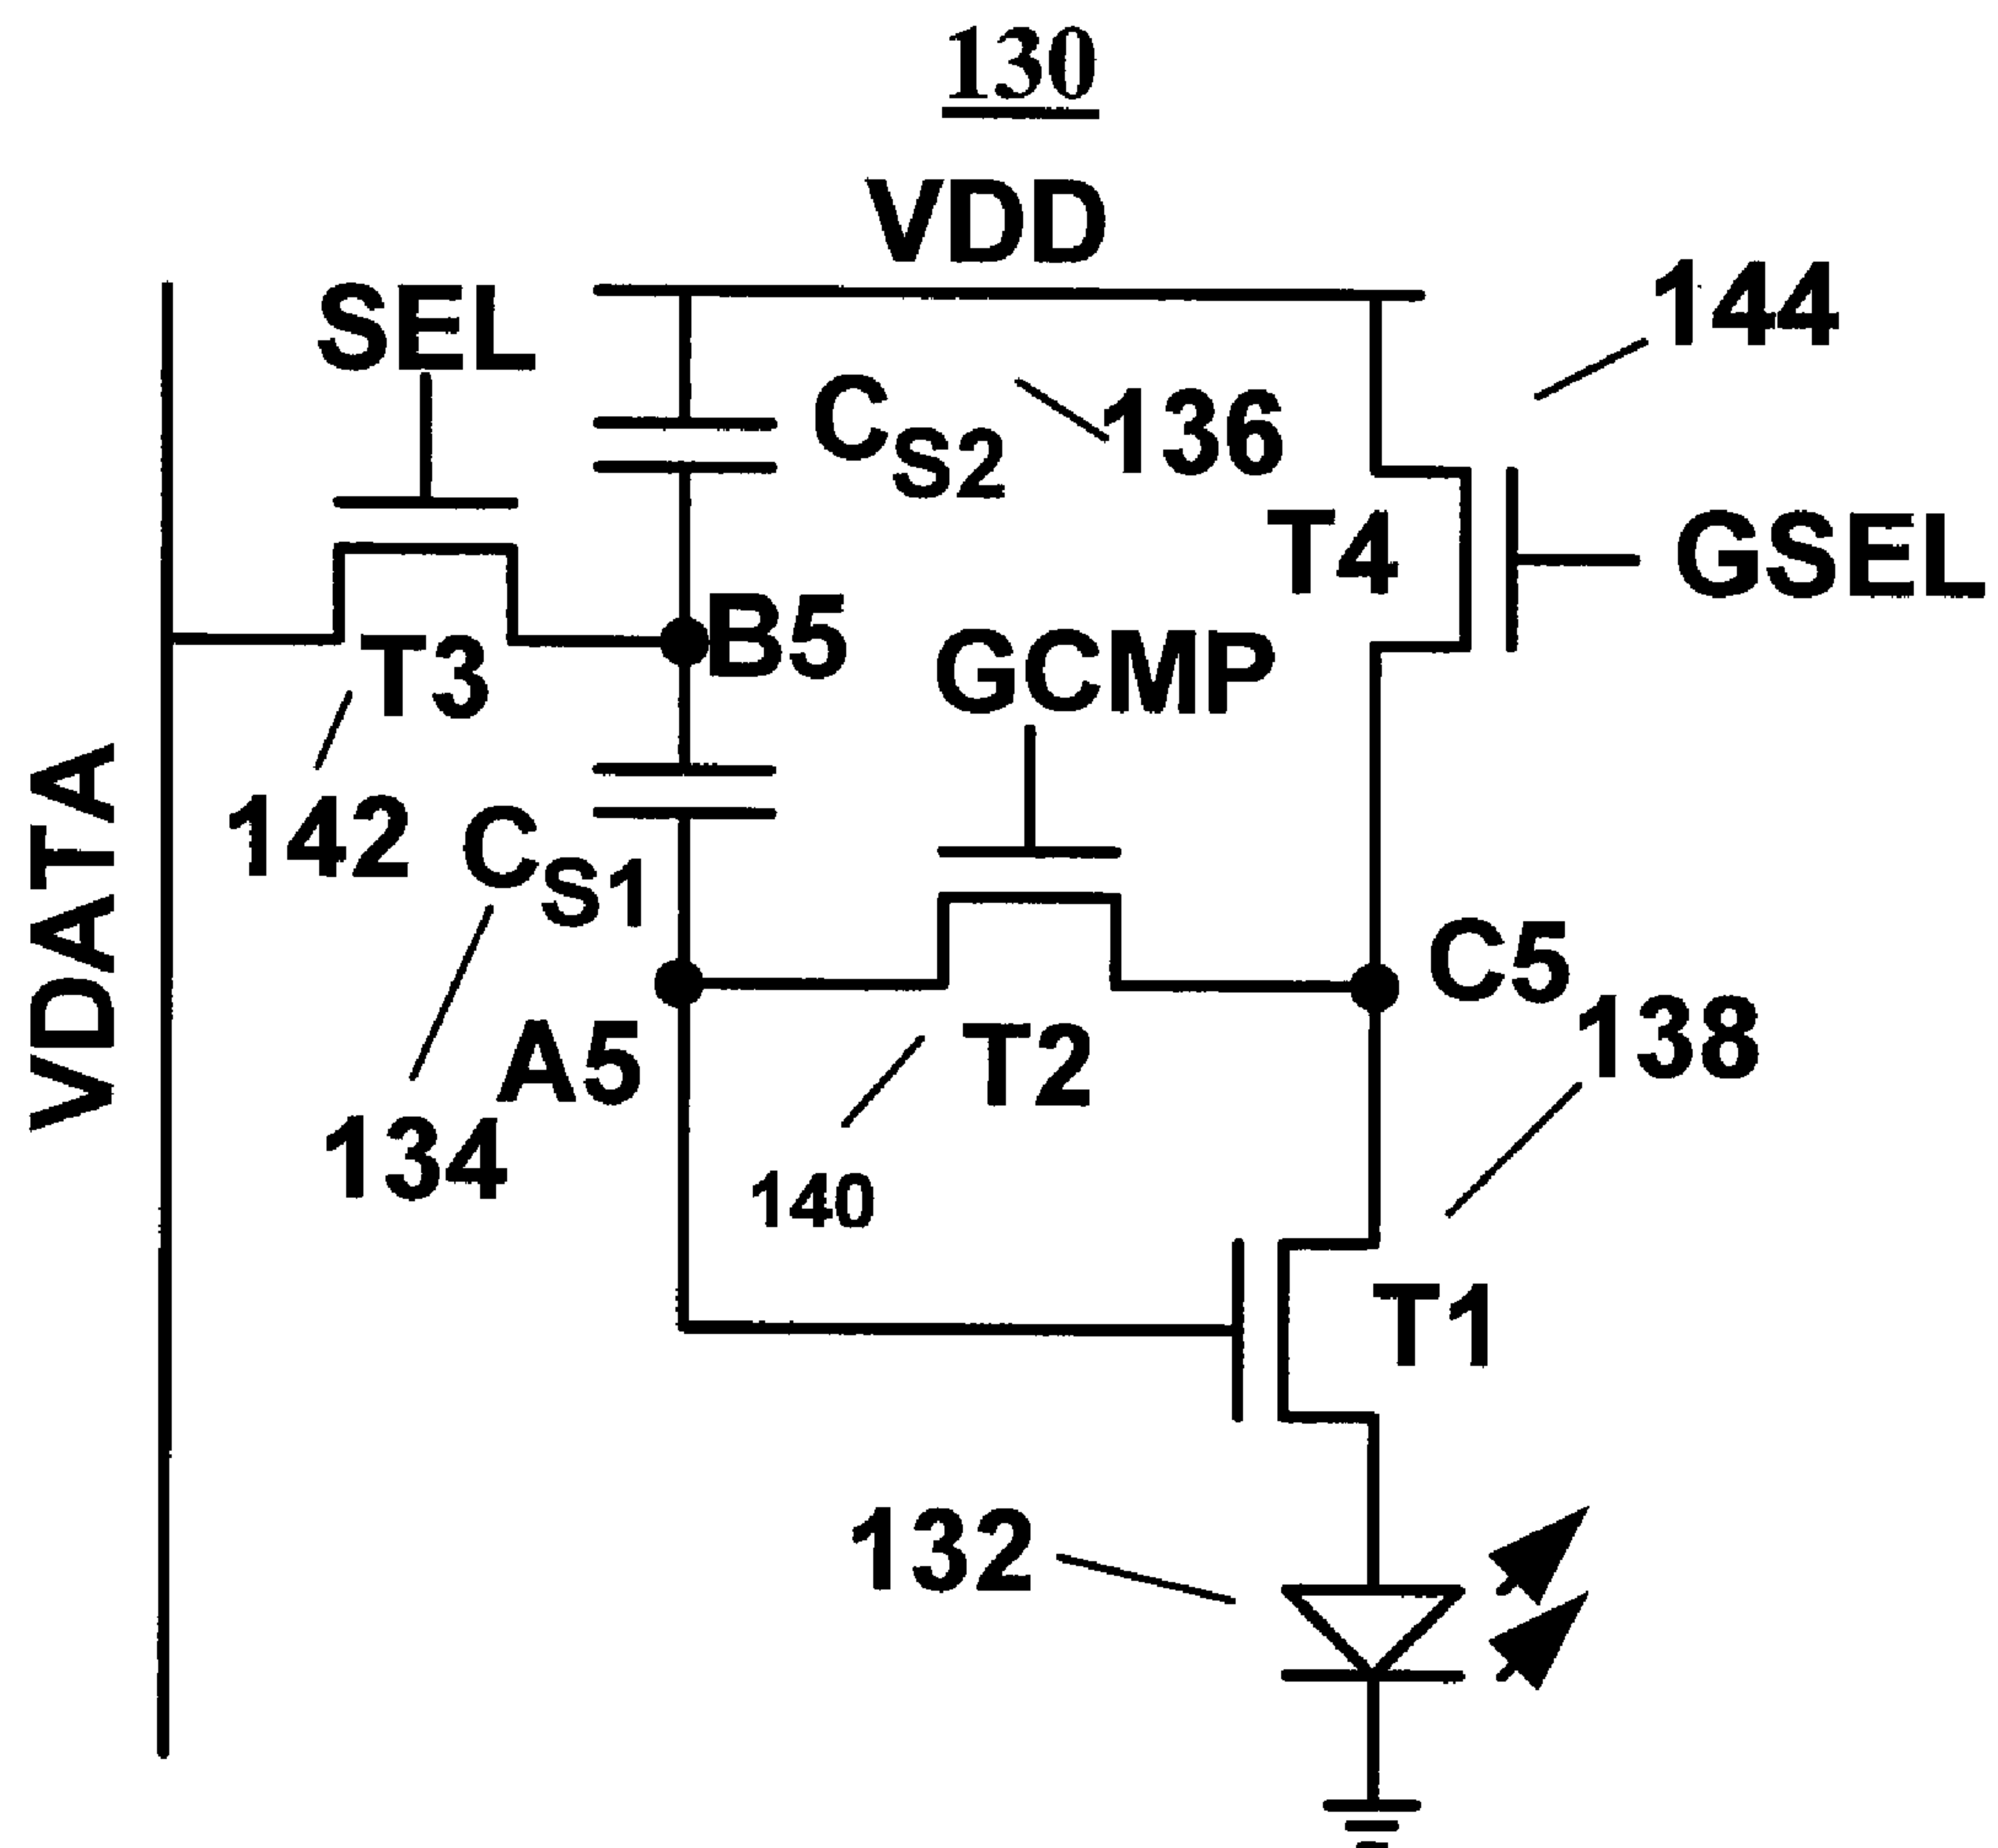 130
VDD
SEL
144
CS2
136
T4
GSEL
B5
T3
GCMP
VDATA
142
CS1
C5
138
A5
T2
134
140
T1
132